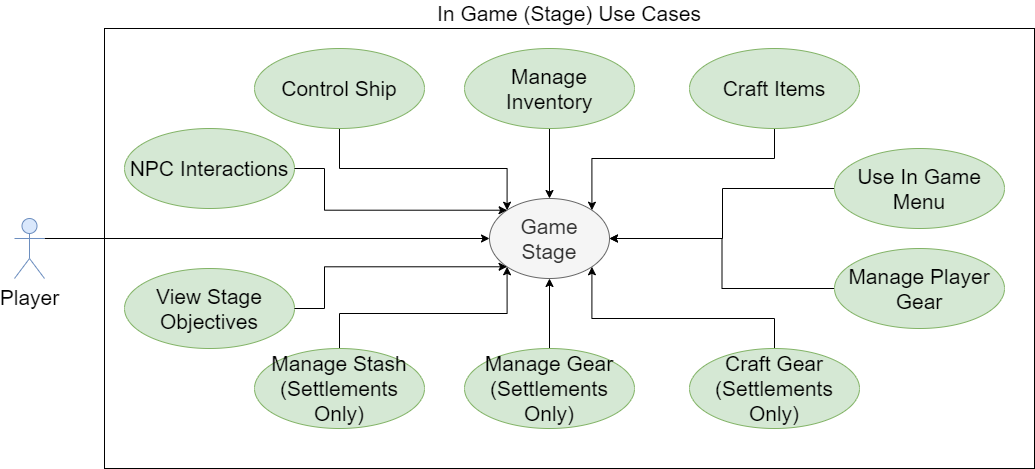 In Game (Stage) Use Cases
Control Ship
Manage
Inventory
Craft Items
NPC Interactions
Use In Game
Menu
Game
Stage
Player
View Stage
Objectives
Manage Player
Gear
Manage Stash
(Settlements
Only)
Manage Gear
(Settlements
Only)
Craft Gear
(Settlements
Only)